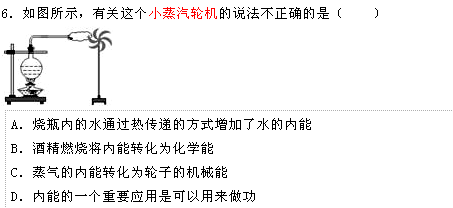 6. 如图所示，有关这个小蒸汽轮机的说法不正确的是（　　）
A. 烧瓶内的水通过热传递的方式增加了水的内能
B. 酒精燃烧将内能转化为化学能
C. 蒸气的内能转化为轮子的机械能
D. 内能的一个重要应用是可以用来做功